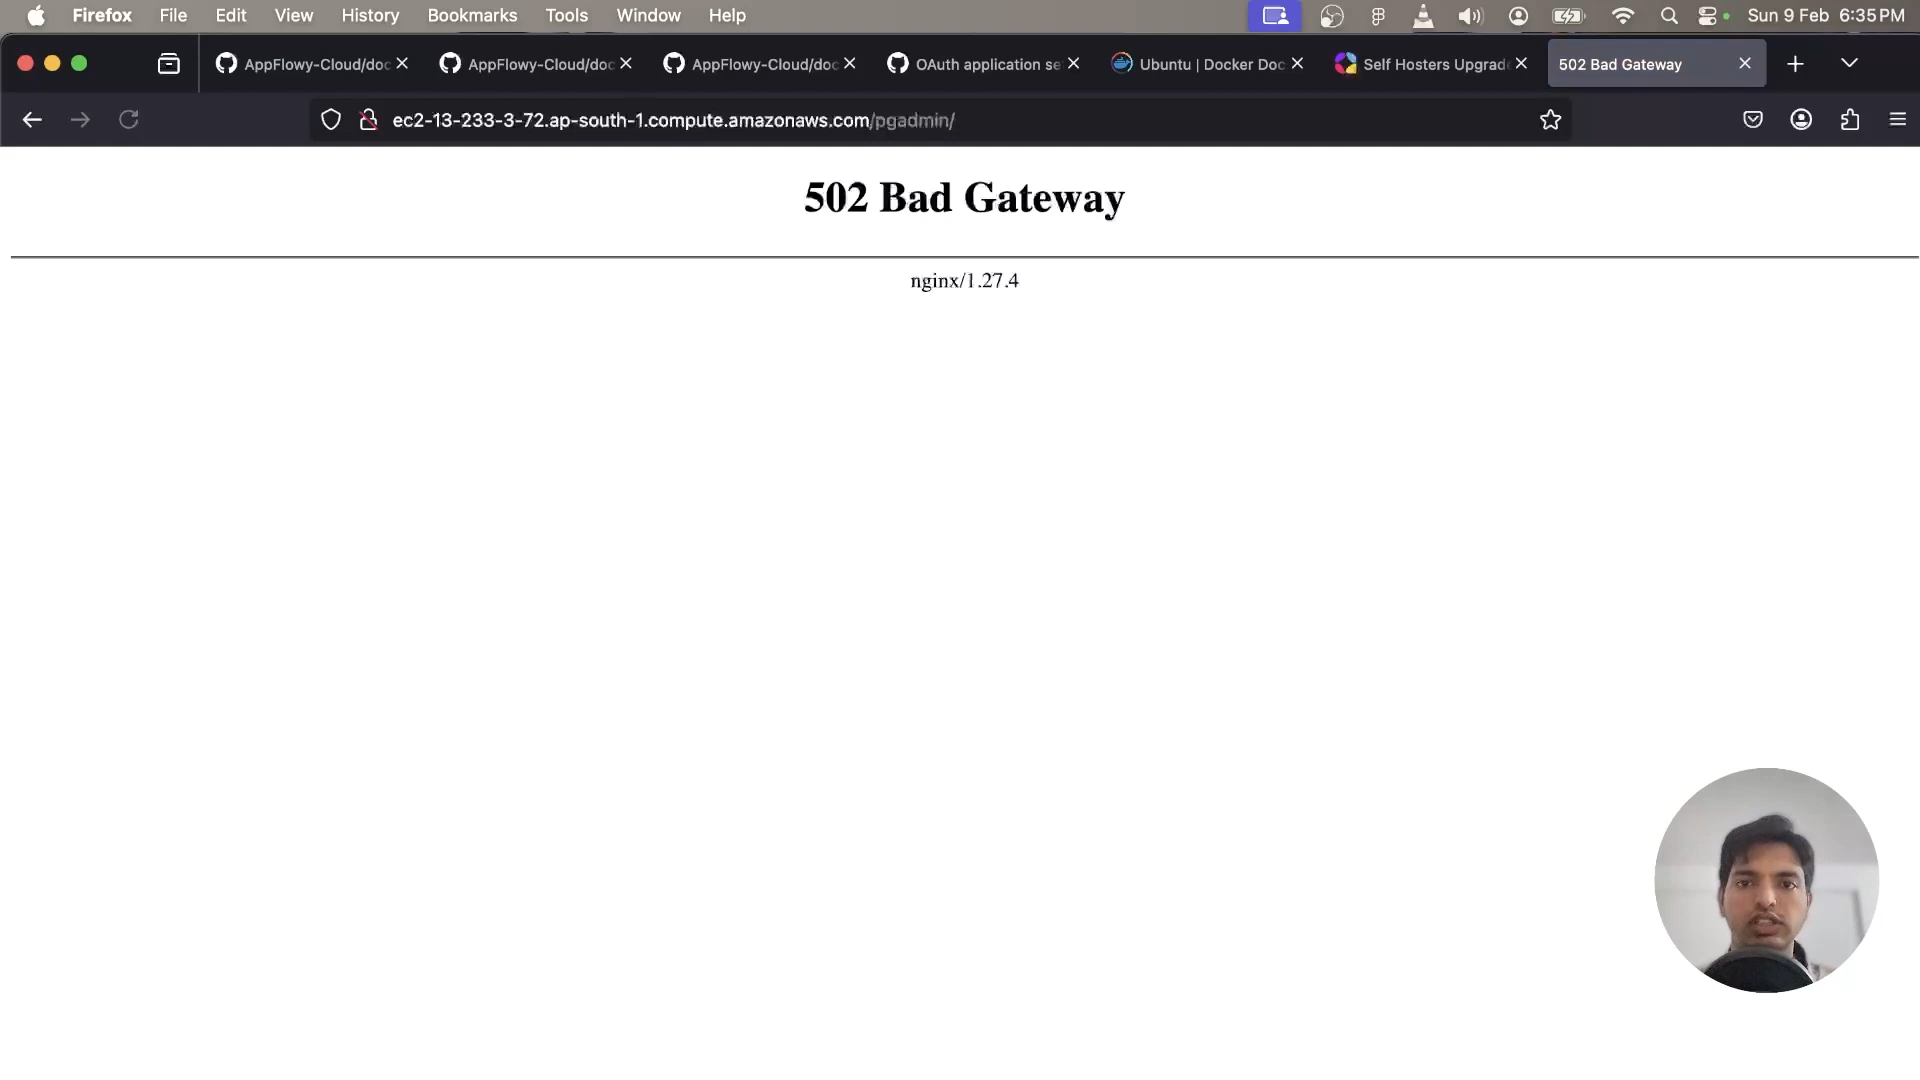 Firefox File Edit View History Bookmarks Tools Window Help Sun 9 Feb 6:35 PM
AppFlowy-Cloud/doc AppFlowy-Cloud/doc AppFlowy-Cloud/doc OAuth application se Ubuntu | Docker Doc Self Hosters Upgrade 502 Bad Gateway
ec2-13-233-3-72.ap-south-1.compute.amazonaws.com/pgadmin/
502 Bad Gateway
nginx/1.27.4